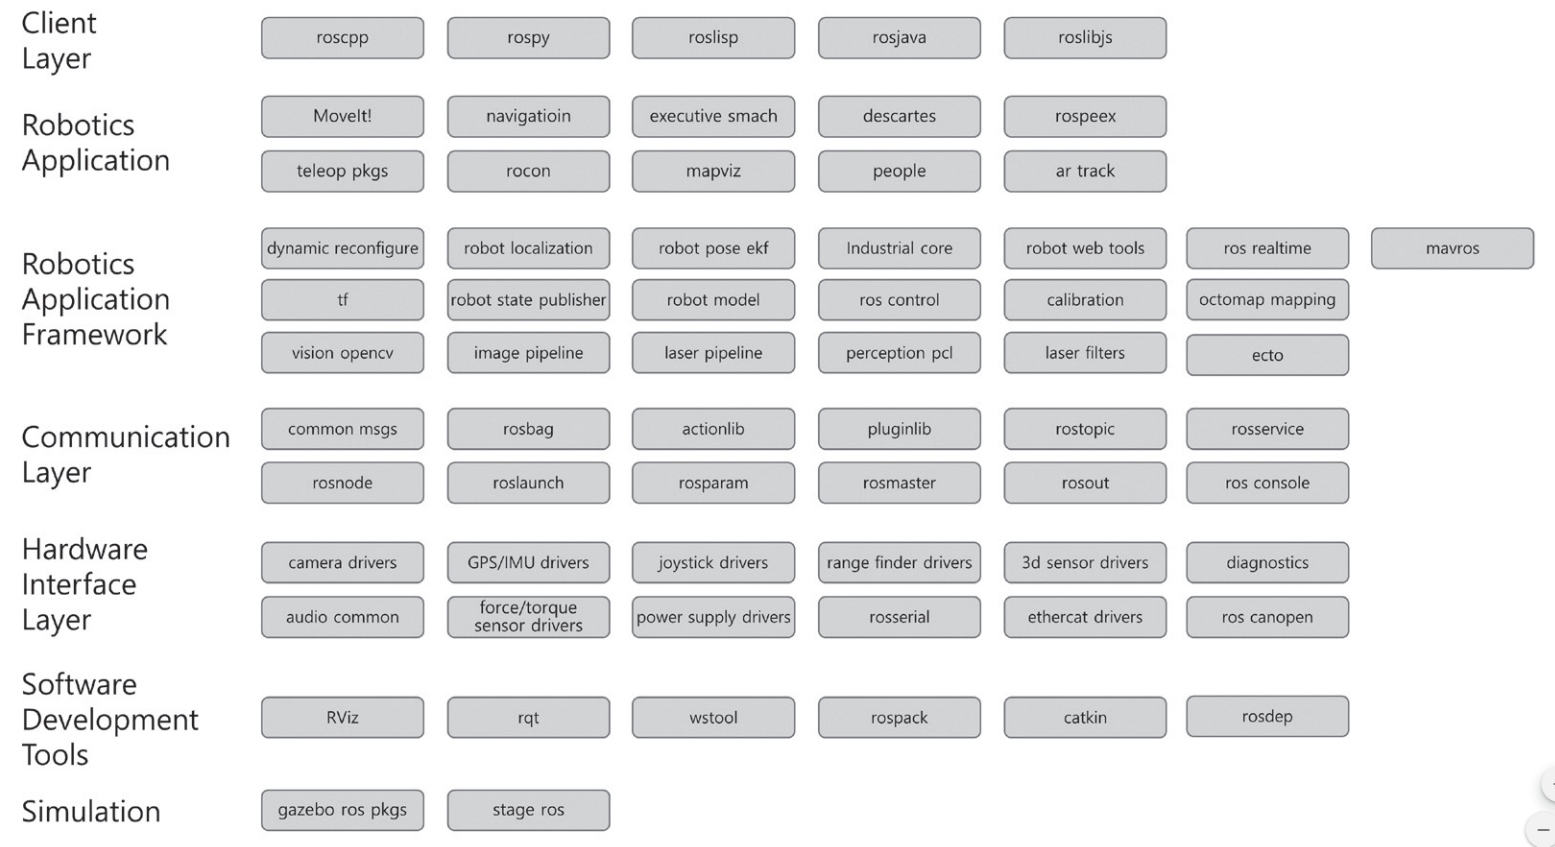 Client
Layer
roscpp
rospy
roslisp
rosjava
roslibjs
Robotics
Application
MoveIt!
navigatioin
executive smach
descartes
rospeex
teleop pkgs
rocon
mapviz
people
ar track
Robotics
Application
Framework
dynamic reconfigure
robot localization
robot pose ekf
Industrial core
robot web tools
ros realtime
mavros
tf
robot state publisher
robot model
ros control
calibration
octomap mapping
vision opencv
image pipeline
laser pipeline
perception pcl
laser filters
ecto
Communication
Layer
common msgs
rosbag
actionlib
pluginlib
rostopic
rosservice
rosnode
roslaunch
rosparam
rosmaster
rosout
ros console
Hardware
Interface
Layer
camera drivers
GPS/IMU drivers
joystick drivers
range finder drivers
3d sensor drivers
diagnostics
audio common
force/torque
sensor drivers
power supply drivers
rosserial
ethercat drivers
ros canopen
Software
Development
Tools
RViz
rqt
wstool
rospack
catkin
rosdep
Simulation
gazebo ros pkgs
stage ros